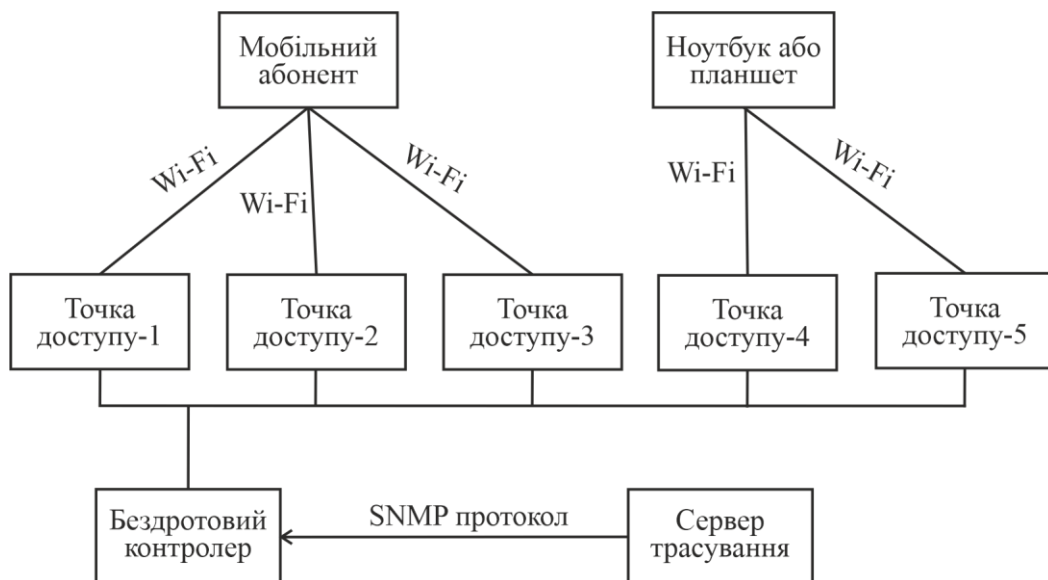 Мобільний
абонент
Ноутбук або
планшет
Wi-Fi
Wi-Fi
Wi-Fi
Wi-Fi
Wi-Fi
Точка
доступу-1
Точка
доступу-2
Точка
доступу-3
Точка
доступу-4
Точка
доступу-5
Бездротовий
контролер
SNMP протокол
Сервер
трасування